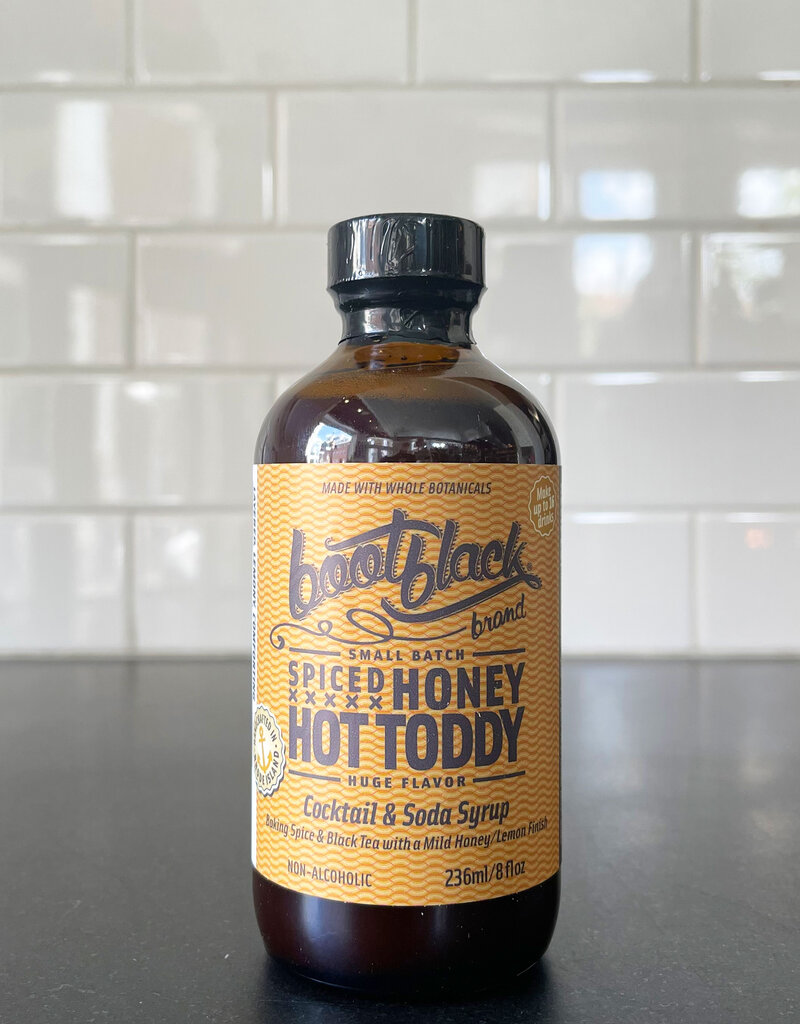 MADE WITH WHOLE BOTANICALS
Make
up to 16
drinks
bootblack
brand
SMALL BATCH
SPICED HONEY
HOT TODDY
HUGE FLAVOR
Cocktail & Soda Syrup
Baking Spice & Black Tea with a Mild Honey/Lemon Finish
NON-ALCOHOLIC
236ml/8 fl oz